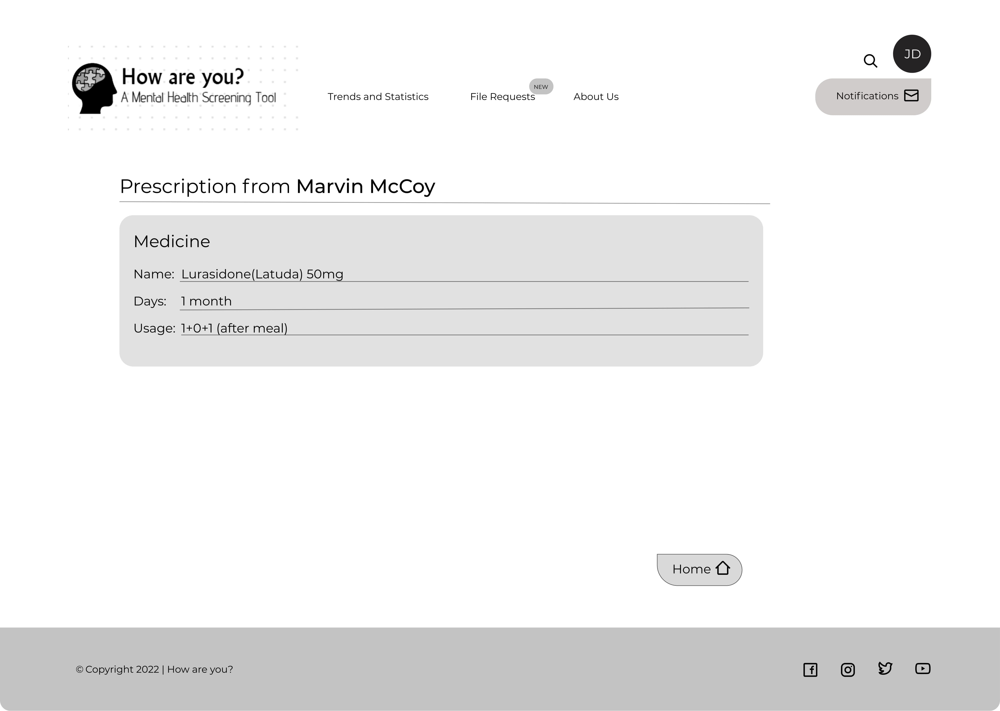 JD
How are you?
A Mental Health Screening Tool
Trends and Statistics
File Requests
NEW
About Us
Notifications
Prescription from Marvin McCoy
Medicine
Name: Lurasidone(Latuda) 50mg
Days: 1 month
Usage: 1+0+1 (after meal)
Home
© Copyright 2022 | How are you?